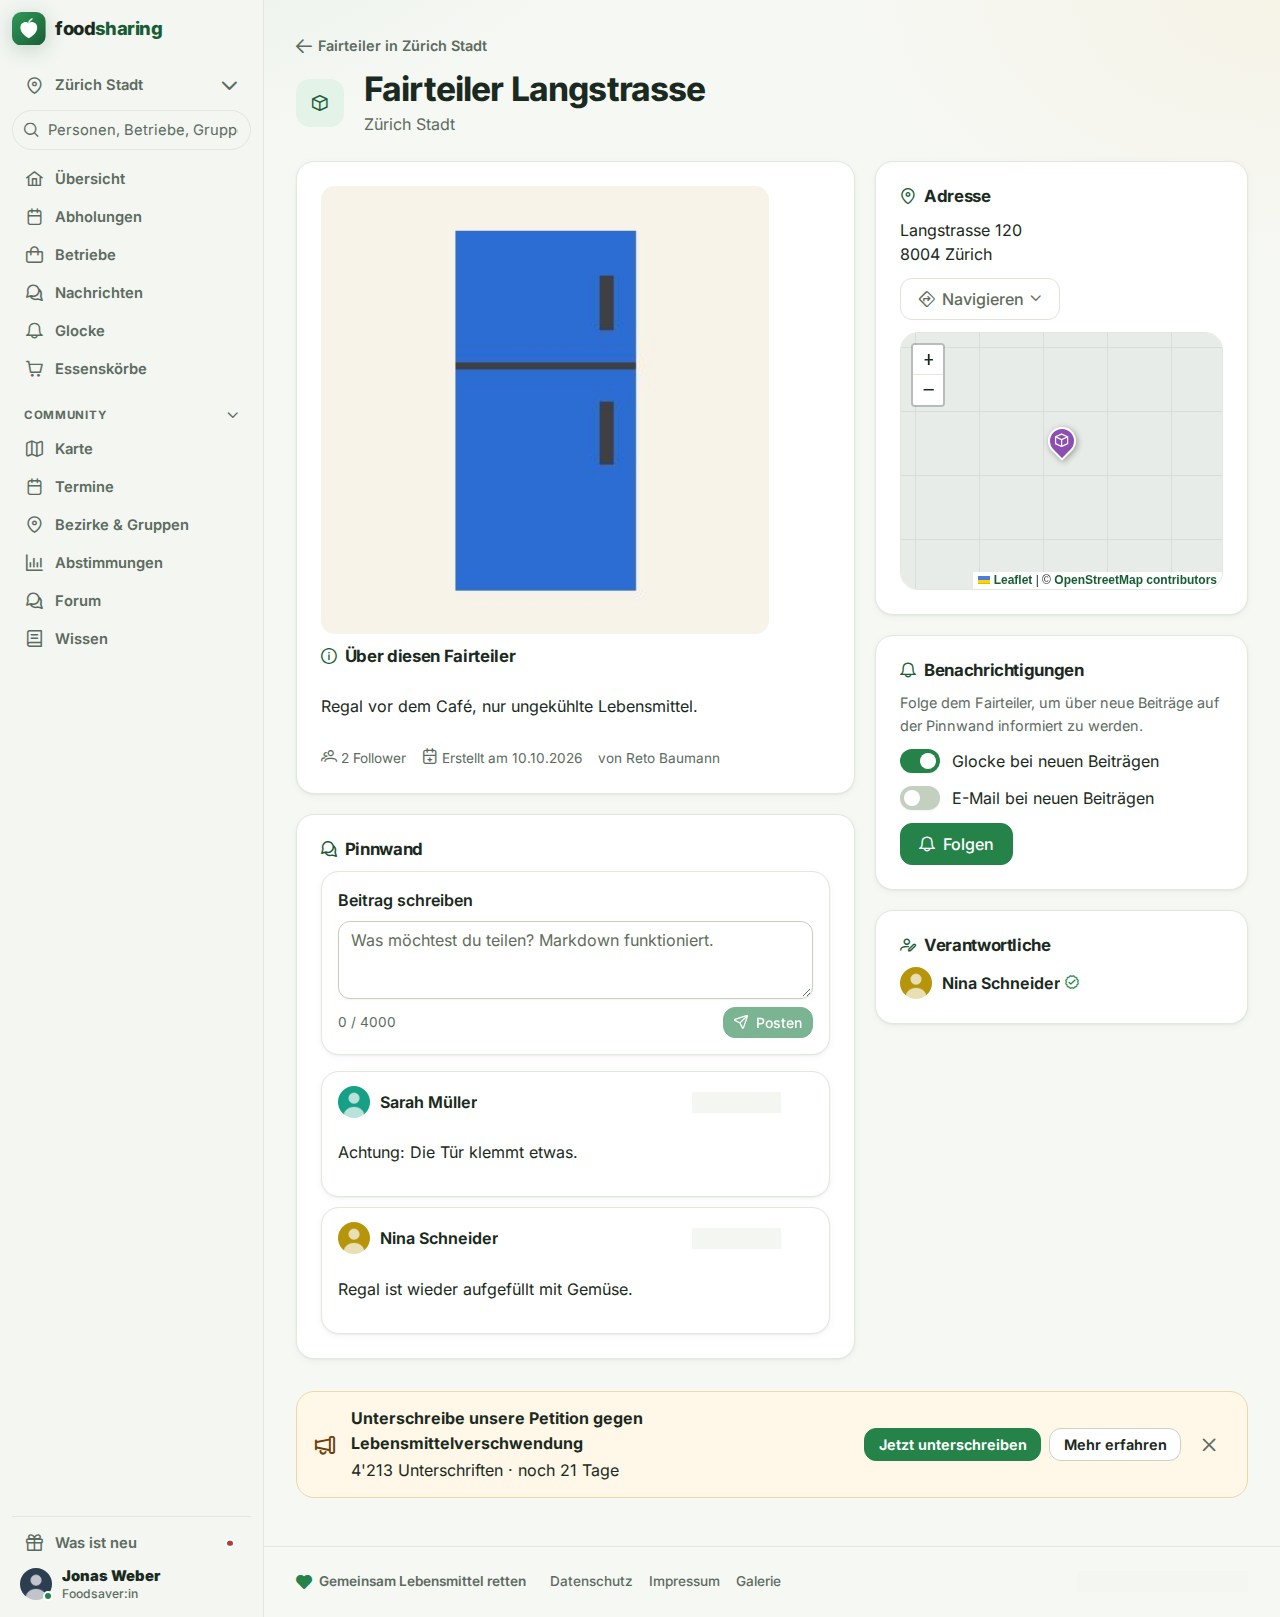 foodsharing
Zürich Stadt
Personen, Betriebe, Grupp
Übersicht
Abholungen
Betriebe
Nachrichten
Glocke
Essenskörbe
COMMUNITY
Karte
Termine
Bezirke & Gruppen
Abstimmungen
Forum
Wissen
Was ist neu
Jonas Weber
Foodsaver:in
Fairteiler in Zürich Stadt
Fairteiler Langstrasse
Zürich Stadt
Über diesen Fairteiler
Regal vor dem Café, nur ungekühlte Lebensmittel.
2 Follower Erstellt am 10.10.2026 von Reto Baumann
Pinnwand
Beitrag schreiben
Was möchtest du teilen? Markdown funktioniert.
0 / 4000
Posten
Sarah Müller
Achtung: Die Tür klemmt etwas.
Nina Schneider
Regal ist wieder aufgefüllt mit Gemüse.
Adresse
Langstrasse 120
8004 Zürich
Navigieren
+
−
Leaflet | © OpenStreetMap contributors
Benachrichtigungen
Folge dem Fairteiler, um über neue Beiträge auf
der Pinnwand informiert zu werden.
Glocke bei neuen Beiträgen
E-Mail bei neuen Beiträgen
Folgen
Verantwortliche
Nina Schneider
Unterschreibe unsere Petition gegen
Lebensmittelverschwendung
4'213 Unterschriften · noch 21 Tage
Jetzt unterschreiben
Mehr erfahren
Gemeinsam Lebensmittel retten Datenschutz Impressum Galerie